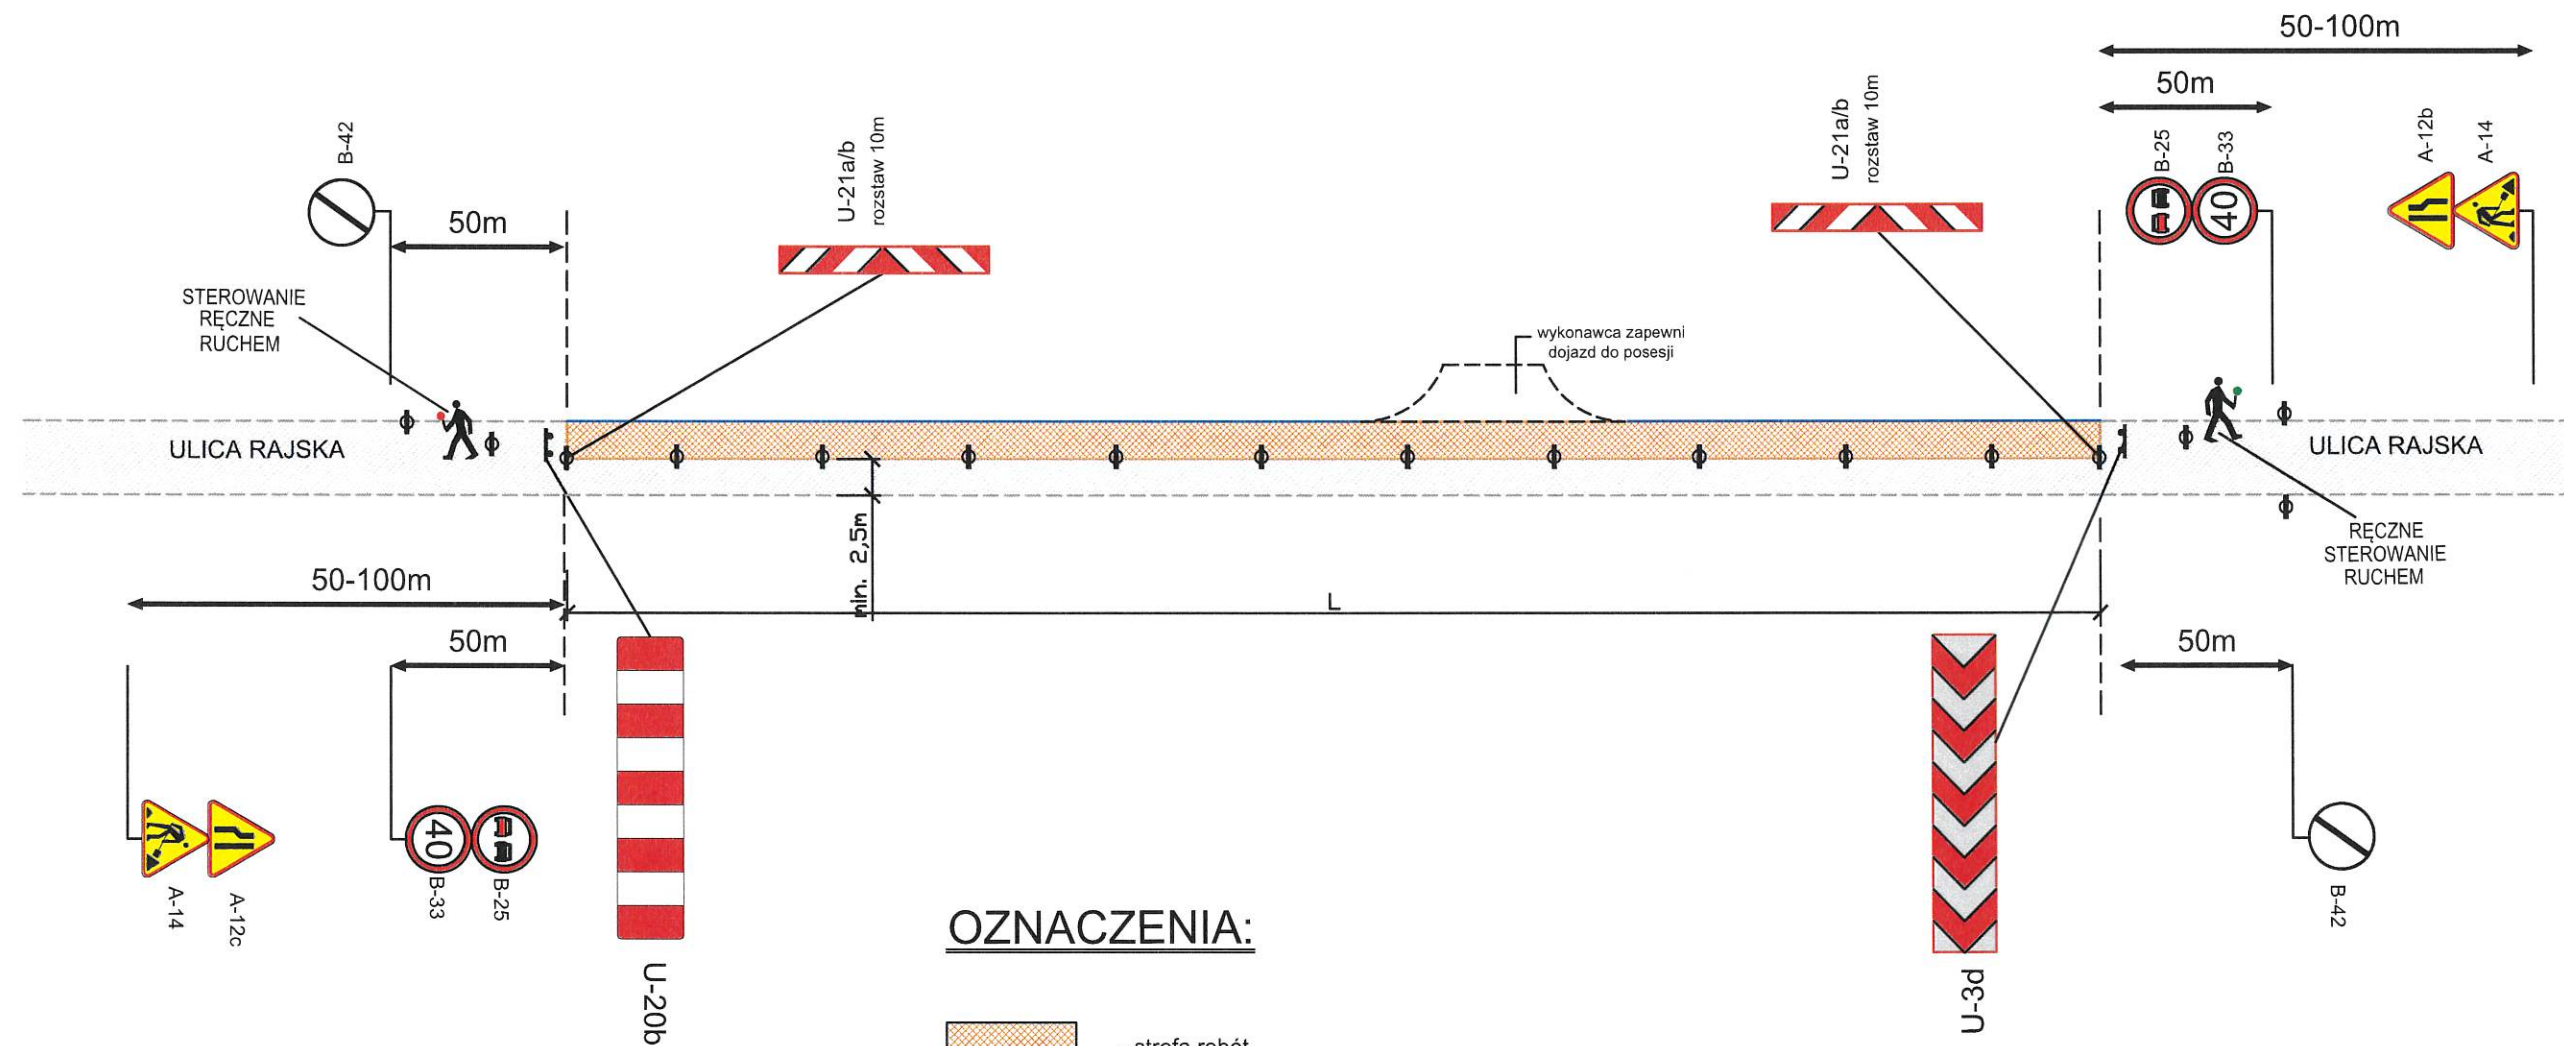 50-100m
50m
B-42
U-21a/b
rozstaw 10m
U-21a/b
rozstaw 10m
B-25
B-33
40
A-12b
A-14
50m
STEROWANIE
RĘCZNE
RUCHEM
wykonawca zapewni
dojazd do posesji
ULICA RAJSKA
ULICA RAJSKA
RĘCZNE
STEROWANIE
RUCHEM
min. 2,5m
50-100m
L
50m
50m
40
A-14
A-12c
B-33
B-25
B-42
U-20b
U-3d
OZNACZENIA:
- strefa robót